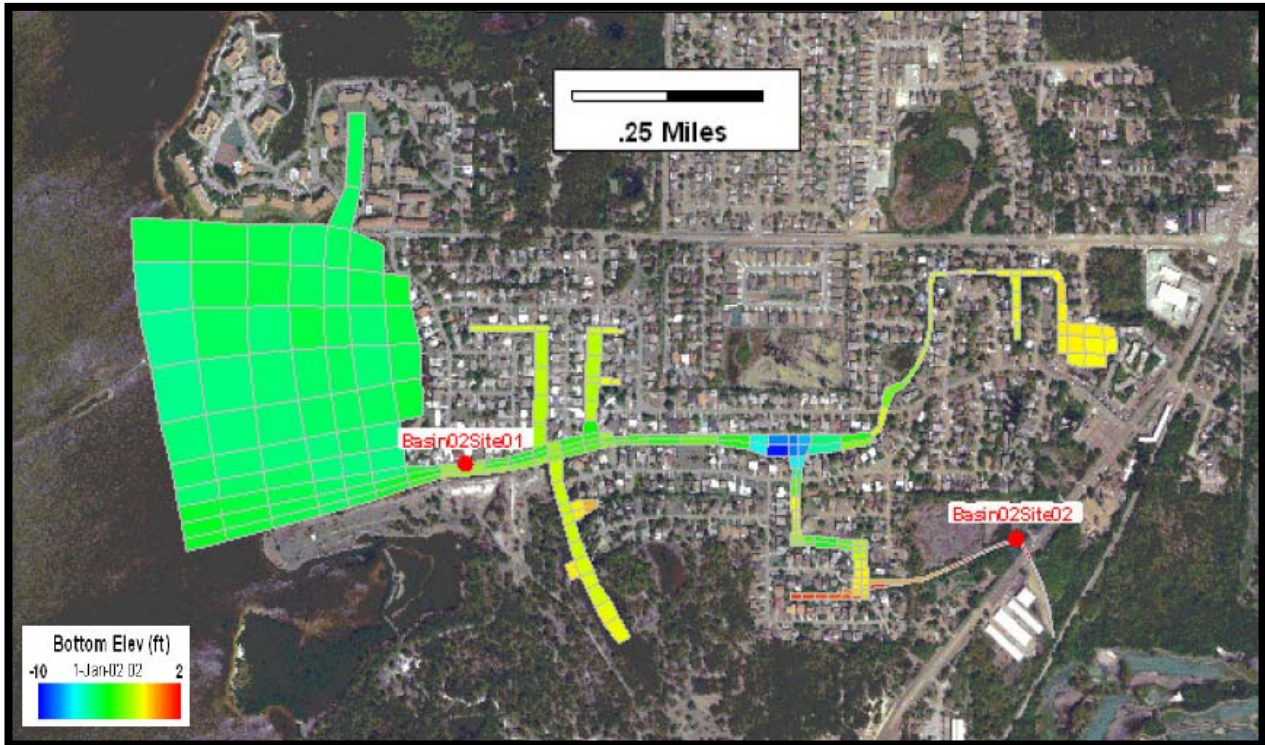 .25 Miles
Basin02Site01
Basin02Site02
Bottom Elev (ft)
-10 1-Jan-02 02 2